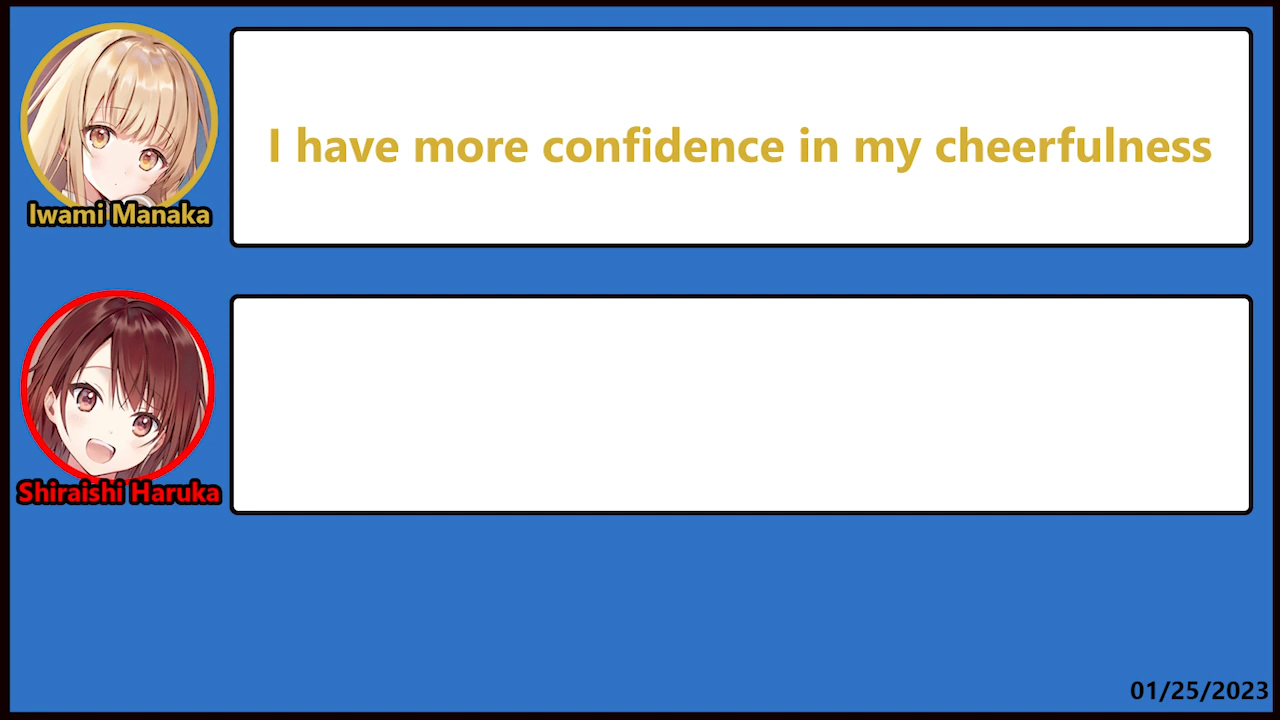 I have more confidence in my cheerfulness
Iwami Manaka
Shiraishi Haruka
01/25/2023